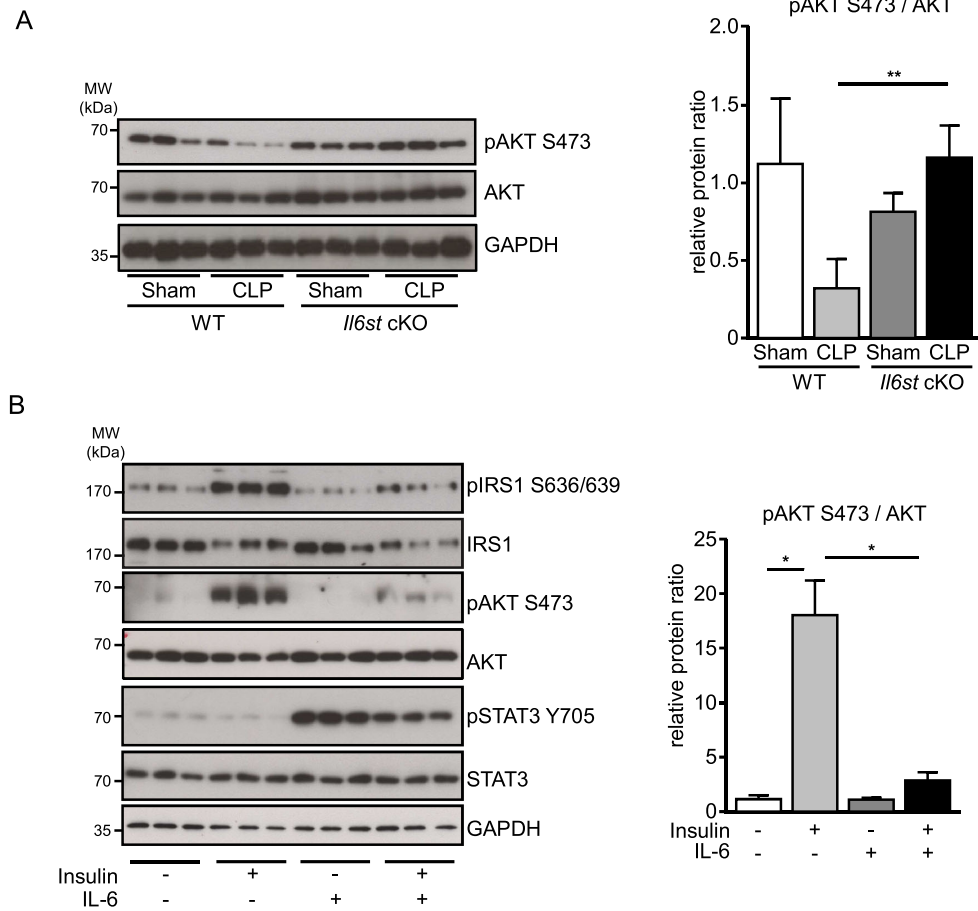 A
MW
(kDa)
70
pAKT S473
70
AKT
35
GAPDH
Sham CLP Sham CLP
WT Il6st cKO
pAKT S473 / AKT
relative protein ratio
2.0
**
1.5
1.0
0.5
0
Sham CLP Sham CLP
WT Il6st cKO
B
MW
(kDa)
170
pIRS1 S636/639
170
IRS1
70
pAKT S473
70
AKT
70
pSTAT3 Y705
70
STAT3
35
GAPDH
Insulin - + - +
IL-6 - - + +
pAKT S473 / AKT
relative protein ratio
25
* *
20
15
10
5
0
Insulin - + - +
IL-6 - - + +